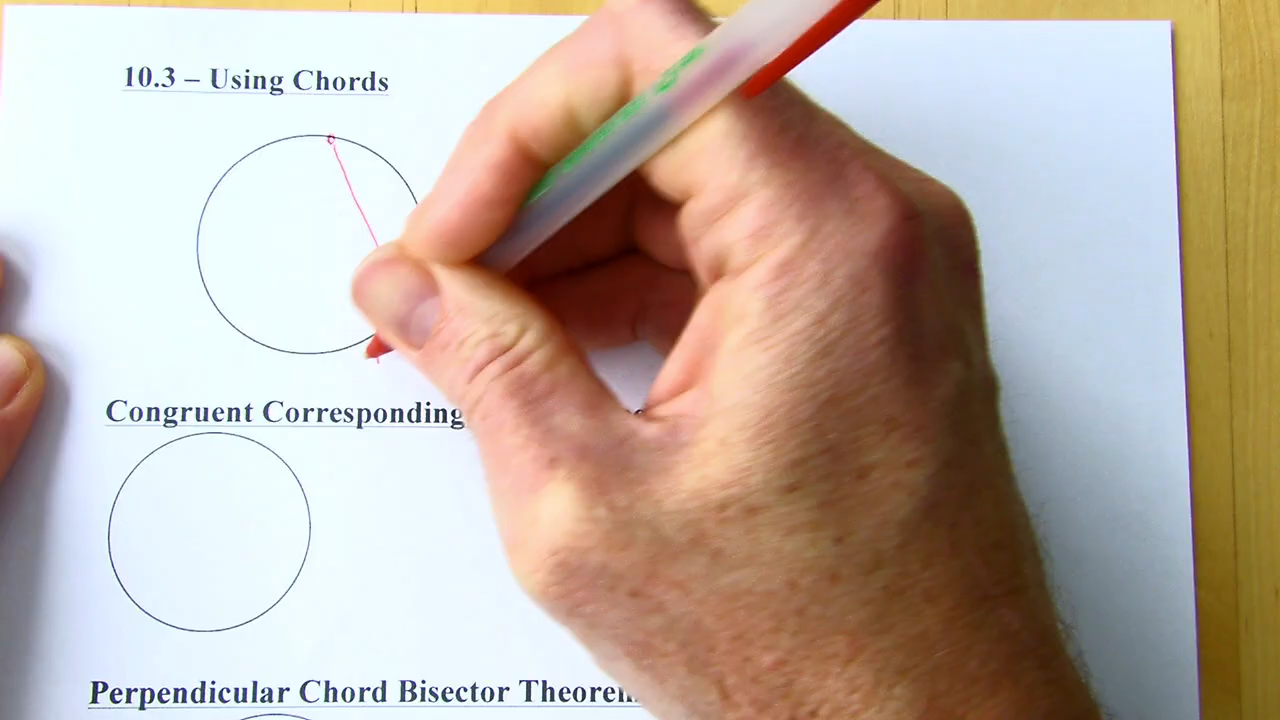 10.3 – Using Chords
Congruent Corresponding
Perpendicular Chord Bisector Theorem